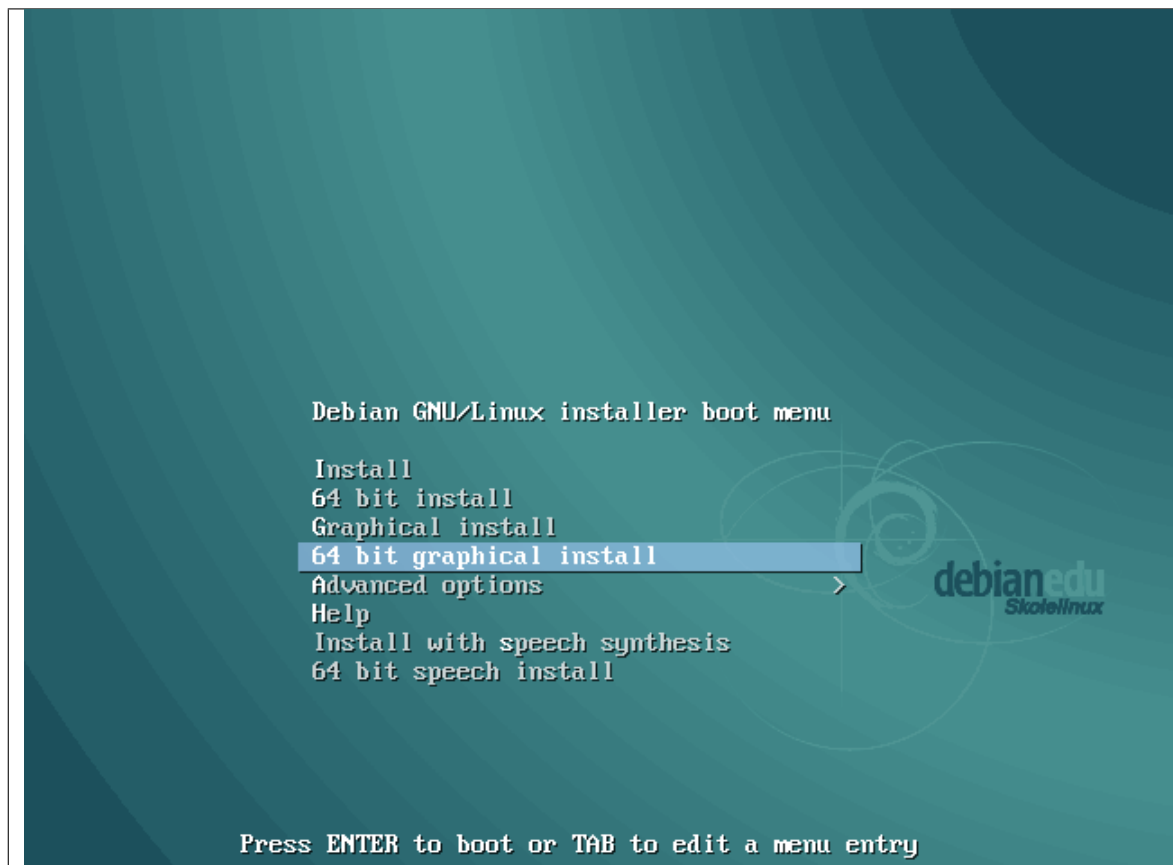 Debian GNU/Linux installer boot menu
Install
64 bit install
Graphical install
64 bit graphical install
Advanced options >
Help
Install with speech synthesis
64 bit speech install
debianedu
Skolelinux
Press ENTER to boot or TAB to edit a menu entry